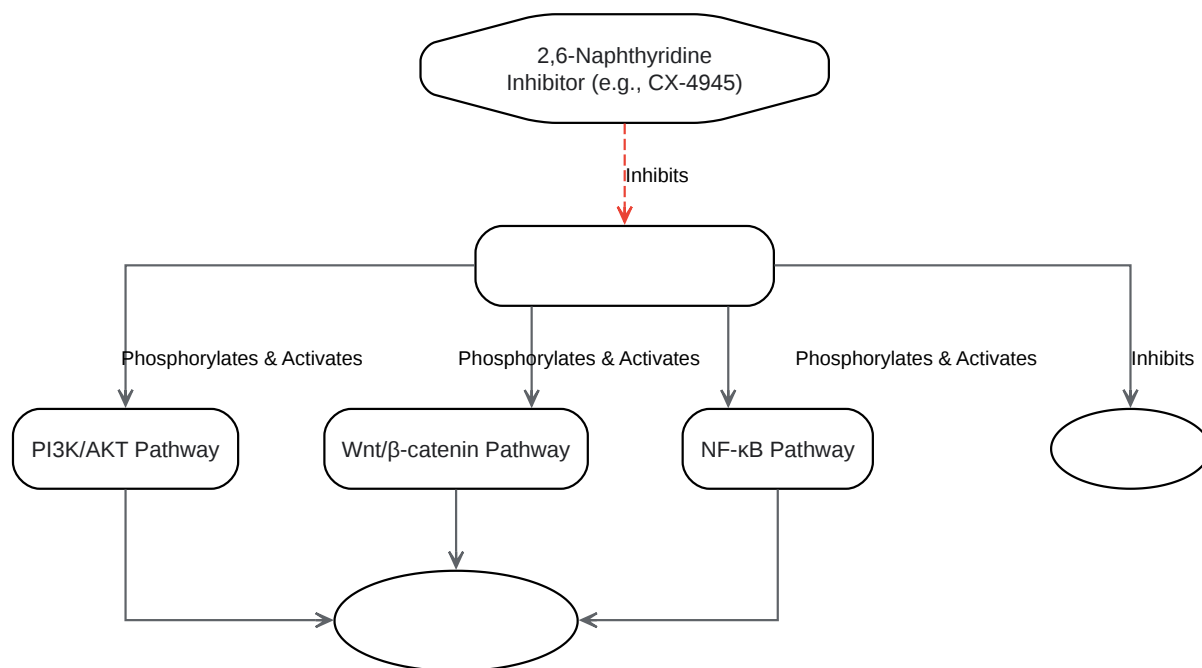 2,6-Naphthyridine
Inhibitor (e.g., CX-4945)
Inhibits
Phosphorylates & Activates
Phosphorylates & Activates
Phosphorylates & Activates
Inhibits
PI3K/AKT Pathway
Wnt/β-catenin Pathway
NF-κB Pathway